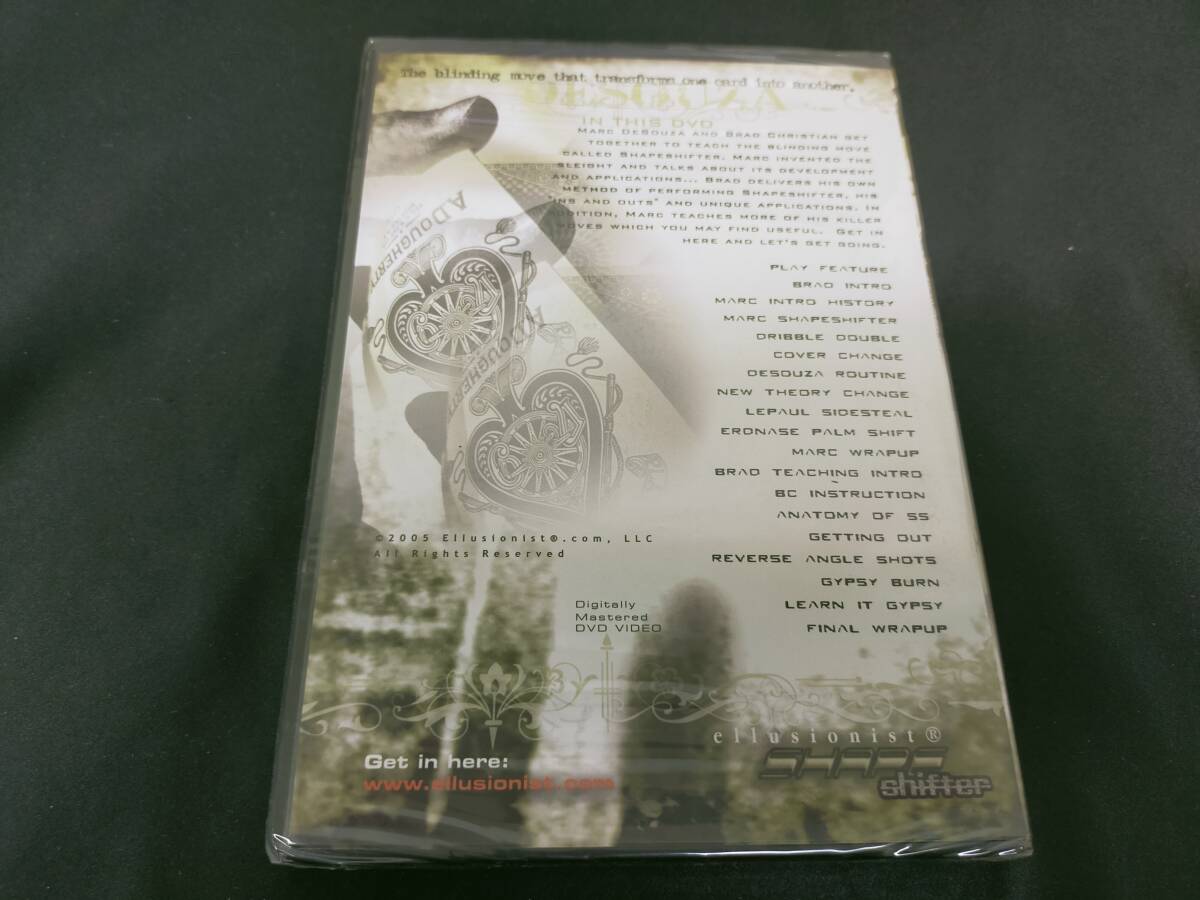 The blinding move that transforms one card into another.
DESOUZA
IN THIS DVD
MARC DESOUZA AND BRAD CHRISTIAN GET
TOGETHER TO TEACH THE BLINDING MOVE
CALLED SHAPESHIFTER. MARC INVENTED THE
SLEIGHT AND TALKS ABOUT ITS DEVELOPMENT
AND APPLICATIONS... BRAD DELIVERS HIS OWN
METHOD OF PERFORMING SHAPESHIFTER, HIS
"INS AND OUTS" AND UNIQUE APPLICATIONS. IN
ADDITION, MARC TEACHES MORE OF HIS KILLER
MOVES WHICH YOU MAY FIND USEFUL. GET IN
HERE AND LET'S GET GOING.
PLAY FEATURE
BRAD INTRO
MARC INTRO HISTORY
MARC SHAPESHIFTER
DRIBBLE DOUBLE
COVER CHANGE
DESOUZA ROUTINE
NEW THEORY CHANGE
LEPAUL SIDESTEAL
ERDNASE PALM SHIFT
MARC WRAPUP
BRAD TEACHING INTRO
BC INSTRUCTION
ANATOMY OF SS
GETTING OUT
REVERSE ANGLE SHOTS
GYPSY BURN
LEARN IT GYPSY
FINAL WRAPUP
A.DOUGHERTY
A.DOUGHERTY
©2005 Ellusionist®.com, LLC
All Rights Reserved
Digitally
Mastered
DVD VIDEO
ellusionist®
SHAPE
shifter
Get in here:
www.ellusionist.com